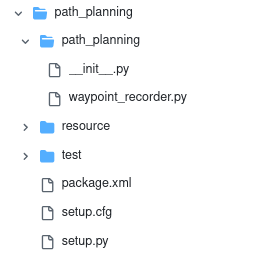 path_planning
path_planning
__init__.py
waypoint_recorder.py
resource
test
package.xml
setup.cfg
setup.py